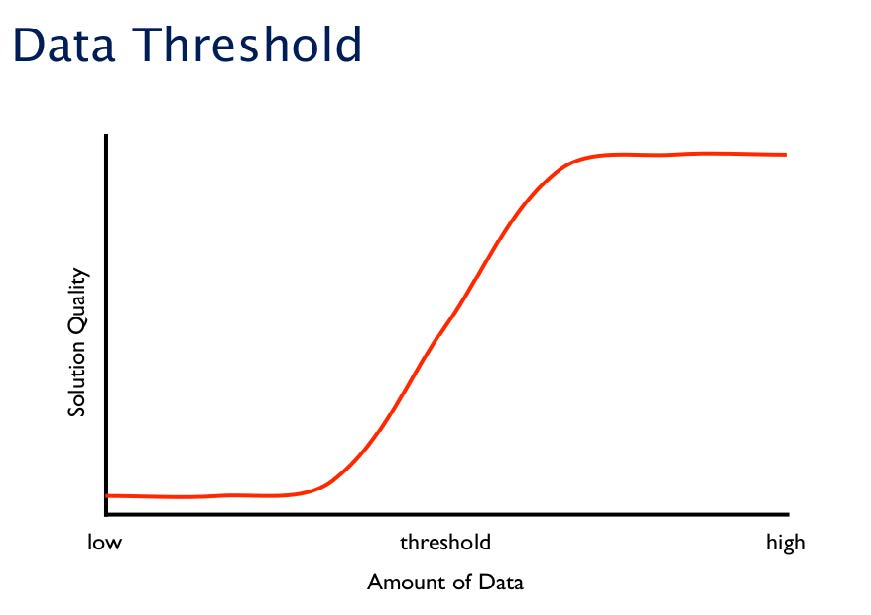 Data Threshold
Solution Quality
low threshold high
Amount of Data